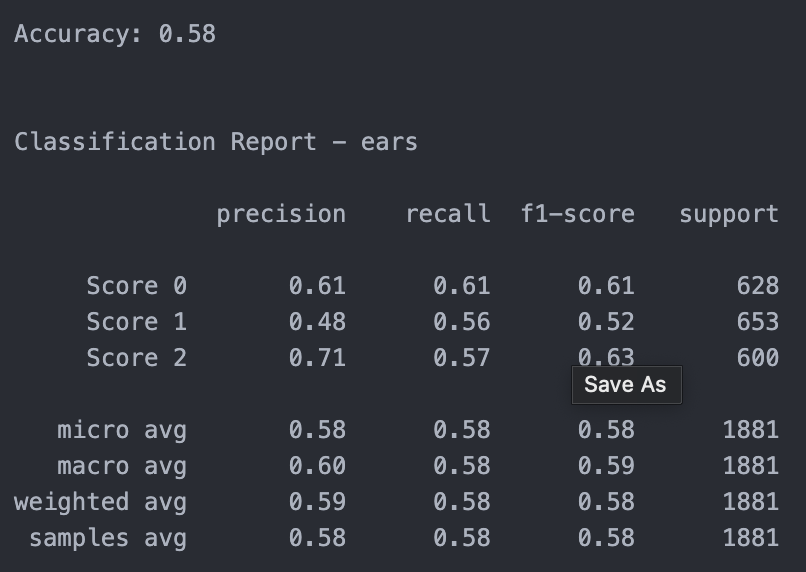 Accuracy: 0.58
Classification Report - ears
precision recall f1-score support
Score 0 0.61 0.61 0.61 628
Score 1 0.48 0.56 0.52 653
Score 2 0.71 0.57 0.63 600
Save As
micro avg 0.58 0.58 0.58 1881
macro avg 0.60 0.58 0.59 1881
weighted avg 0.59 0.58 0.58 1881
samples avg 0.58 0.58 0.58 1881